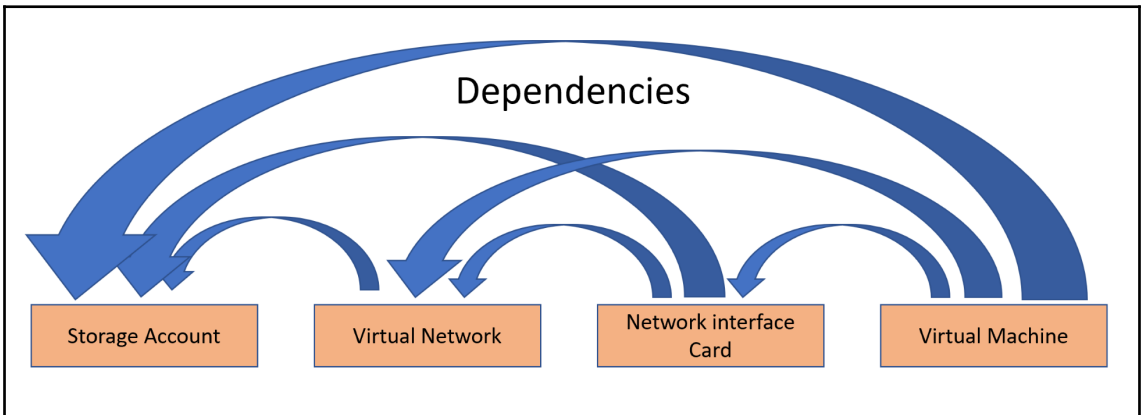 Dependencies
Storage Account
Virtual Network
Network interface
Card
Virtual Machine